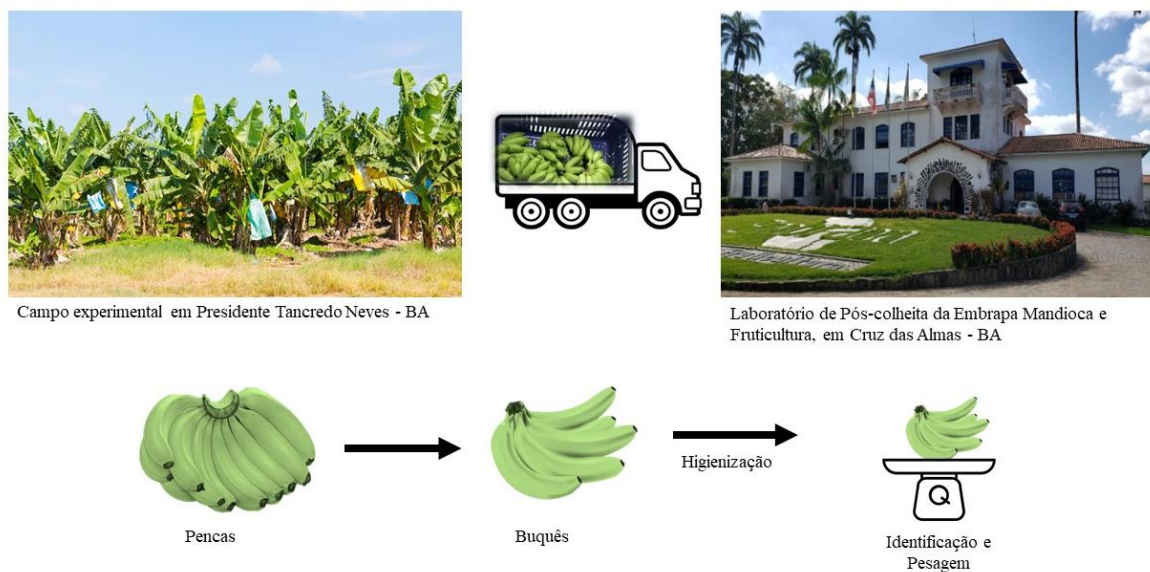 Campo experimental em Presidente Tancredo Neves - BA
Laboratório de Pós-colheita da Embrapa Mandioca e
Fruticultura, em Cruz das Almas - BA
Higienização
Pencas
Buquês
Identificação e
Pesagem